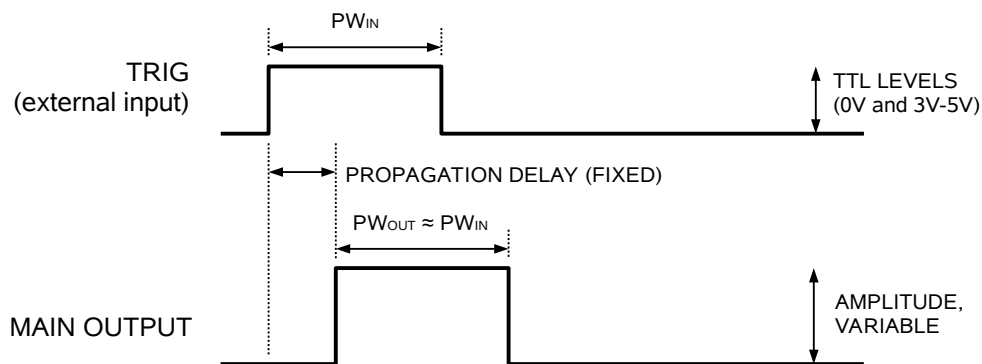 PWIN
TRIG
(external input)
TTL LEVELS
(0V and 3V-5V)
PROPAGATION DELAY (FIXED)
PWOUT ≈ PWIN
MAIN OUTPUT
AMPLITUDE,
VARIABLE